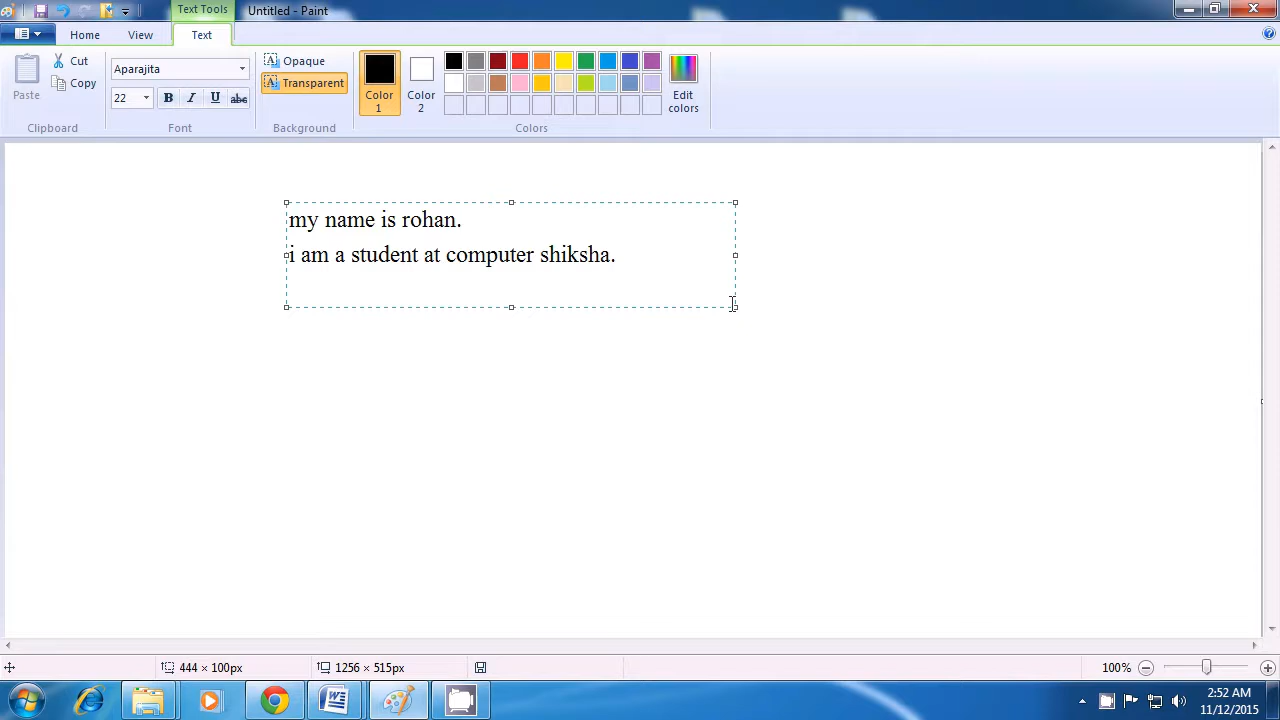 Text Tools
Untitled - Paint
Home
View
Text
Paste
Cut
Copy
Clipboard
Aparajita
22
B I U abc
Font
A Opaque
A Transparent
Background
Color 1
Color 2
Edit colors
Colors
my name is rohan.
i am a student at computer shiksha.
444 × 100px
1256 × 515px
100%
2:52 AM
11/12/2015